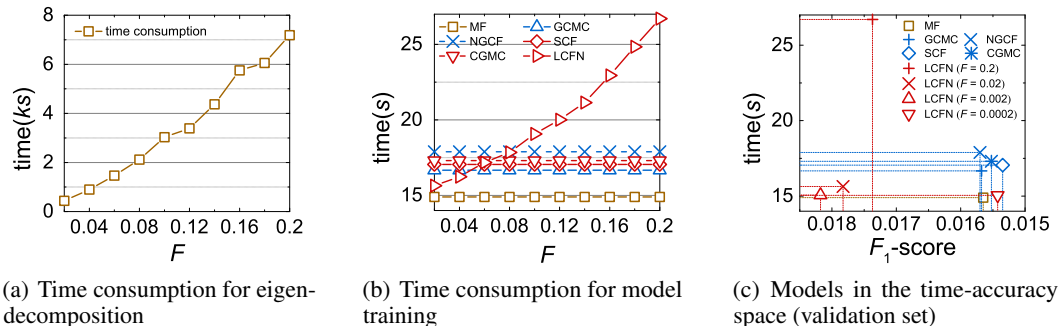 time(ks)
8
6
4
2
0
time consumption
0.04 0.08 0.12 0.16 0.2
F
(a) Time consumption for eigen-
decomposition
time(s)
25
20
15
MF GCMC
NGCF SCF
CGMC LCFN
0.04 0.08 0.12 0.16 0.2
F
(b) Time consumption for model
training
time(s)
25
20
15
MF
GCMC NGCF
SCF CGMC
LCFN (F = 0.2)
LCFN (F = 0.02)
LCFN (F = 0.002)
LCFN (F = 0.0002)
0.018 0.017 0.016 0.015
F1-score
(c) Models in the time-accuracy
space (validation set)